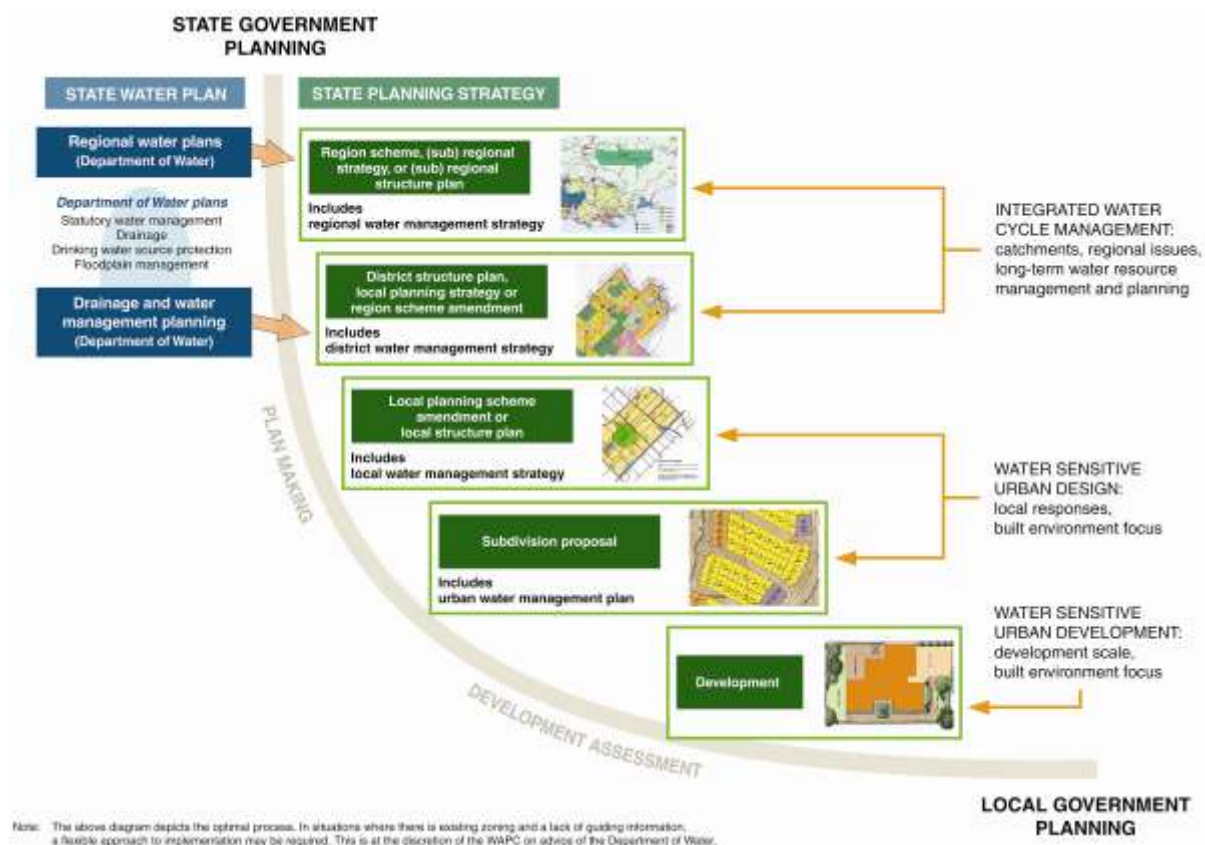 STATE GOVERNMENT
PLANNING
STATE WATER PLAN
STATE PLANNING STRATEGY
Regional water plans
(Department of Water)
Department of Water plans
Statutory water management
Drainage
Drinking water source protection
Floodplain management
Drainage and water
management planning
(Department of Water)
Region scheme, (sub) regional
strategy, or (sub) regional
structure plan
Includes
regional water management strategy
District structure plan,
local planning strategy or
region scheme amendment
Includes
district water management strategy
Local planning scheme
amendment or
local structure plan
Includes
local water management strategy
Subdivision proposal
Includes
urban water management plan
Development
INTEGRATED WATER
CYCLE MANAGEMENT:
catchments, regional issues,
long-term water resource
management and planning
WATER SENSITIVE
URBAN DESIGN:
local responses,
built environment focus
WATER SENSITIVE
URBAN DEVELOPMENT:
development scale,
built environment focus
PLAN MAKING
DEVELOPMENT ASSESSMENT
LOCAL GOVERNMENT
PLANNING
Note: The above diagram depicts the optimal process. In situations where there is existing zoning and a lack of guiding information,
a flexible approach to implementation may be required. This is at the discretion of the WAPC on advice of the Department of Water.